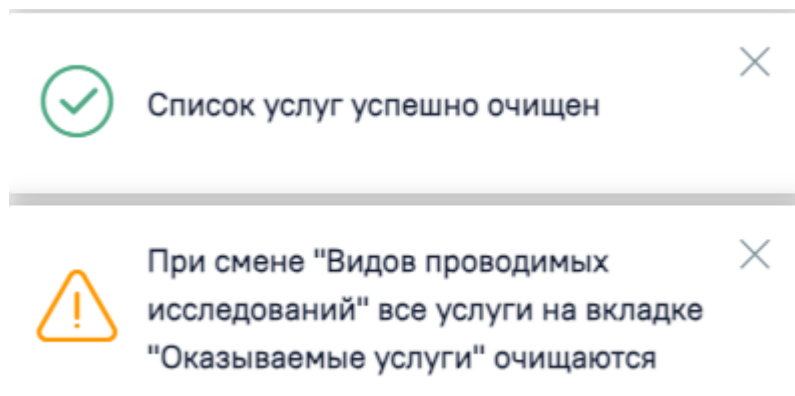 Список услуг успешно очищен
При смене "Видов проводимых
исследований" все услуги на вкладке
"Оказываемые услуги" очищаются